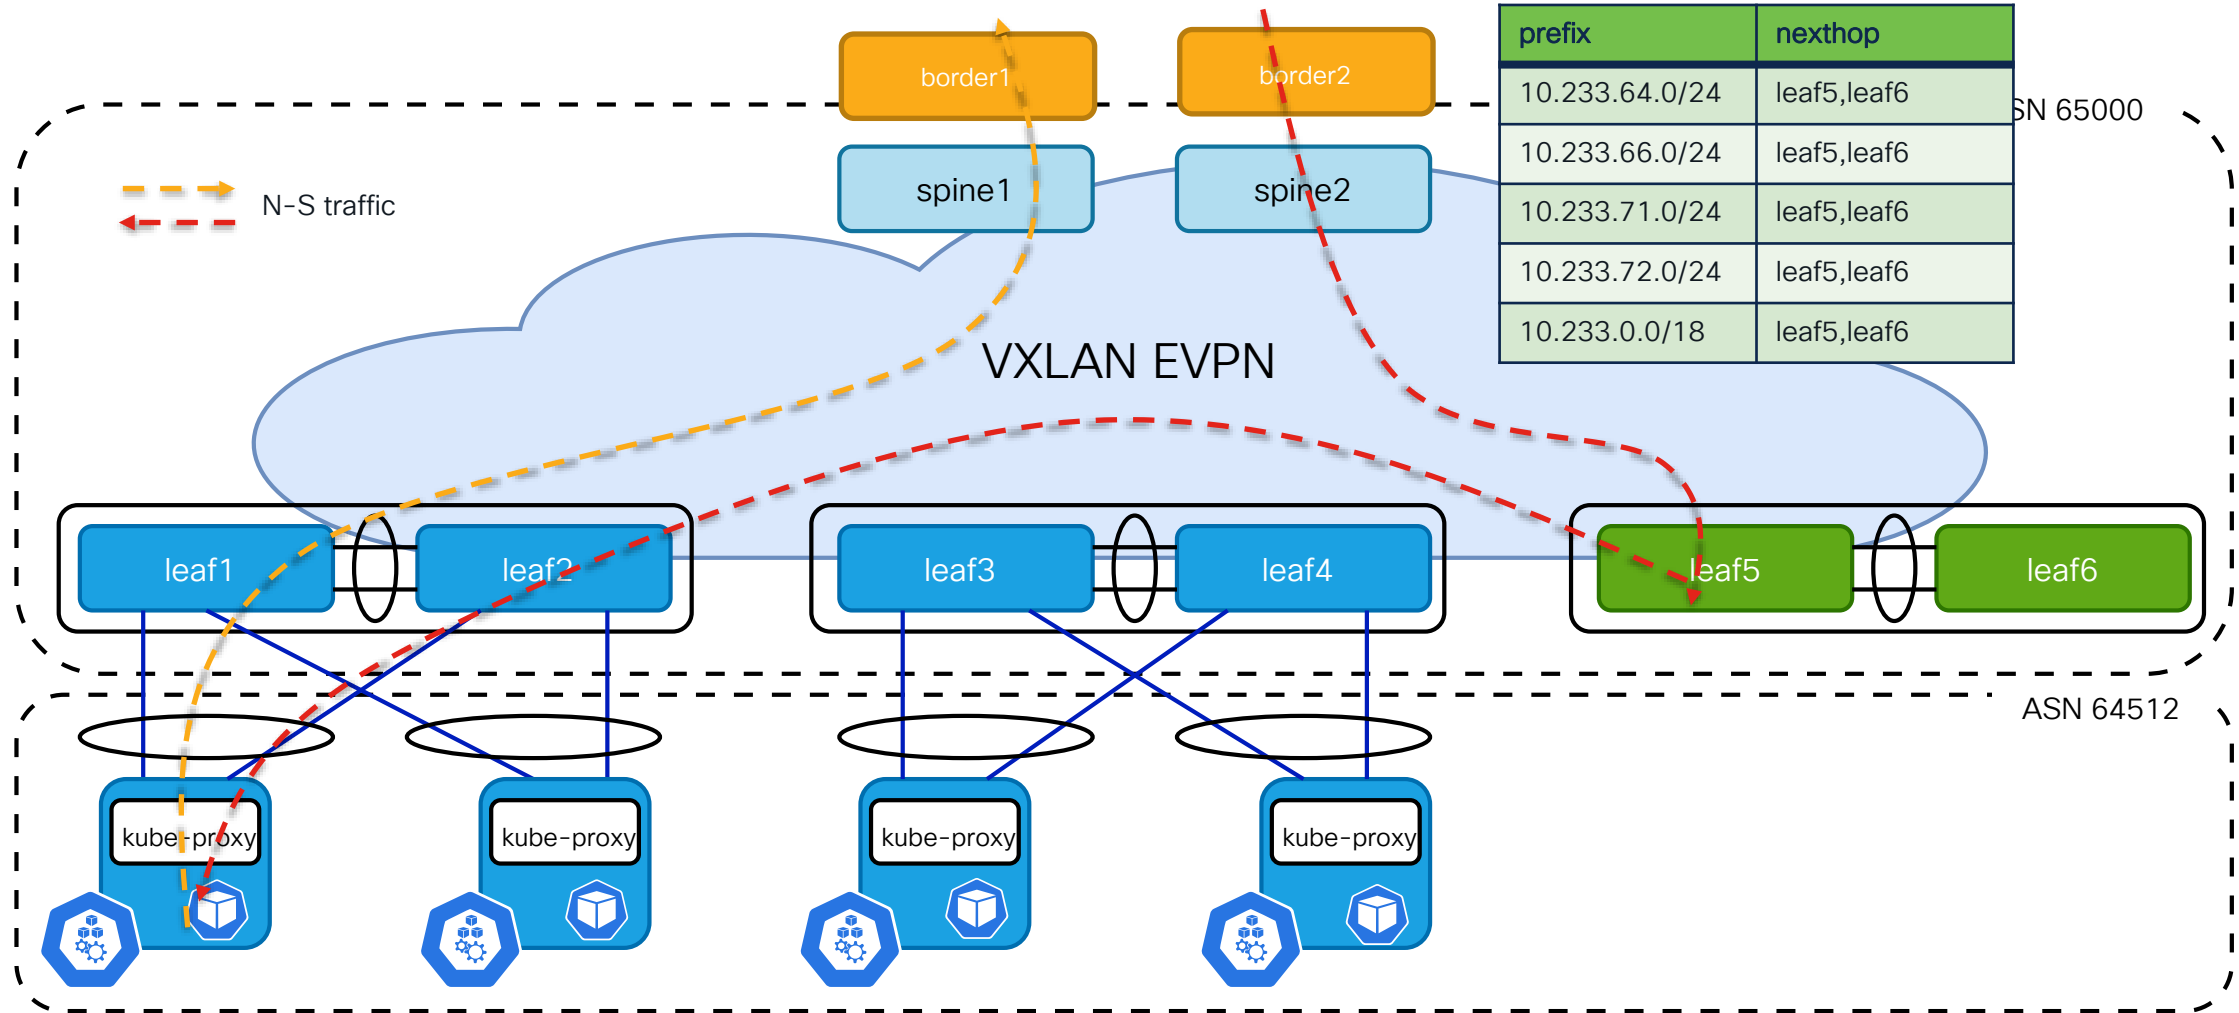 border1
border2
prefix nexthop
10.233.64.0/24 leaf5,leaf6
10.233.66.0/24 leaf5,leaf6
10.233.71.0/24 leaf5,leaf6
10.233.72.0/24 leaf5,leaf6
10.233.0.0/18 leaf5,leaf6
SN 65000
N-S traffic
spine1
spine2
VXLAN EVPN
leaf1
leaf2
leaf3
leaf4
leaf5
leaf6
ASN 64512
kube-proxy
kube-proxy
kube-proxy
kube-proxy